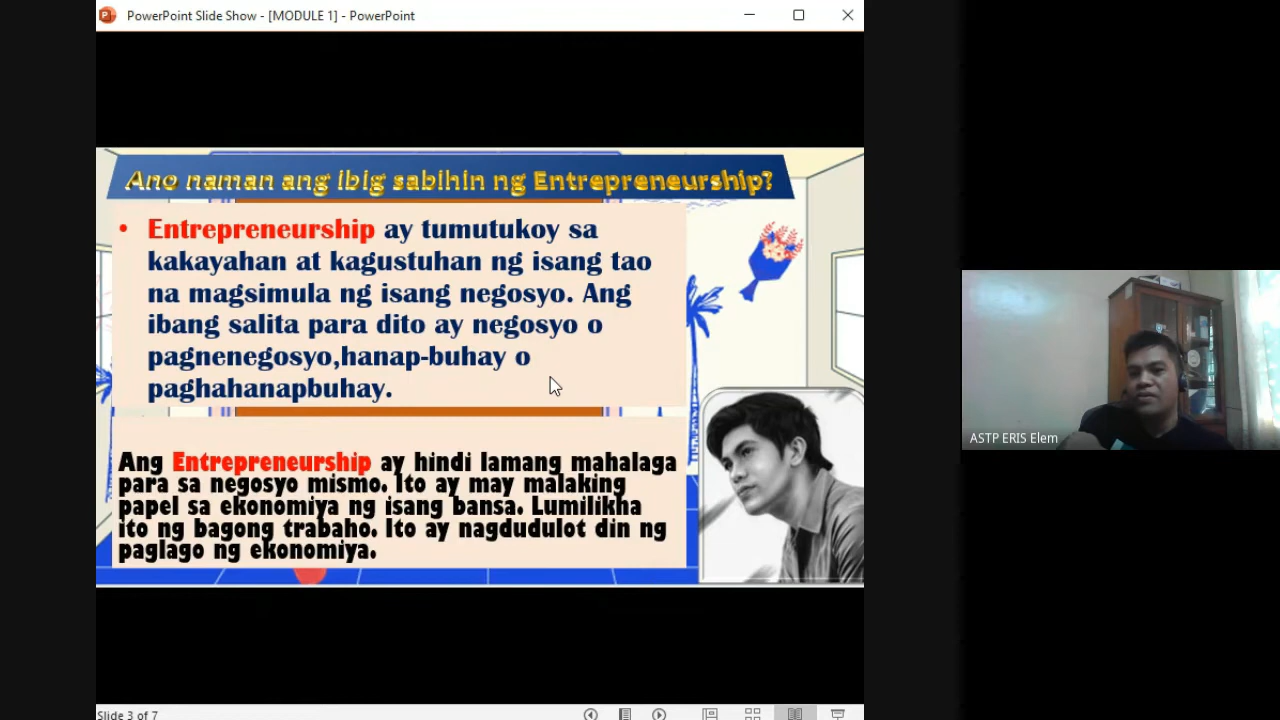 PowerPoint Slide Show - [MODULE 1] - PowerPoint
Ano naman ang ibig sabihin ng Entrepreneurship?
• Entrepreneurship ay tumutukoy sa
kakayahan at kagustuhan ng isang tao
na magsimula ng isang negosyo. Ang
ibang salita para dito ay negosyo o
pagnenegosyo,hanap-buhay o
paghahanapbuhay.
Ang Entrepreneurship ay hindi lamang mahalaga
para sa negosyo mismo. Ito ay may malaking
papel sa ekonomiya ng isang bansa. Lumilikha
ito ng bagong trabaho. Ito ay nagdudulot din ng
paglago ng ekonomiya.
ASTP ERIS Elem
Slide 3 of 7